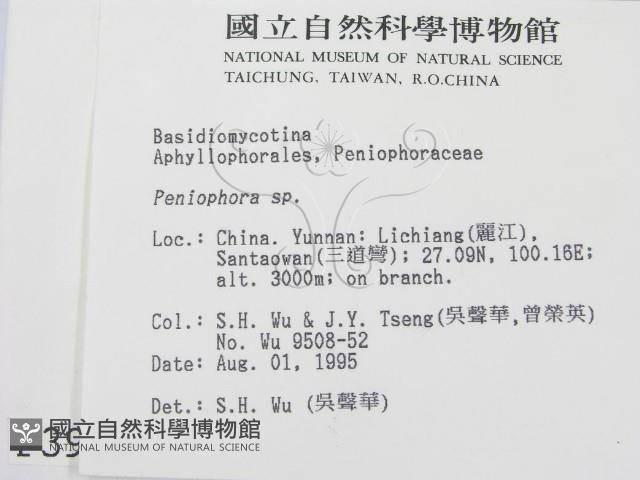 國立自然科學博物館
NATIONAL MUSEUM OF NATURAL SCIENCE
TAICHUNG, TAIWAN, R.O.CHINA
Basidiomycotina
Aphyllophorales, Peniophoraceae
Peniophora sp.
Loc.: China. Yunnan: Lichiang(麗江),
Santaowan(三道彎); 27.09N, 100.16E;
alt. 3000m; on branch.
Col.: S.H. Wu & J.Y. Tseng(吳聲華,曾榮英)
No. Wu 9508-52
Date: Aug. 01, 1995
Det.: S.H. Wu (吳聲華)
國立自然科學博物館
NATIONAL MUSEUM OF NATURAL SCIENCE